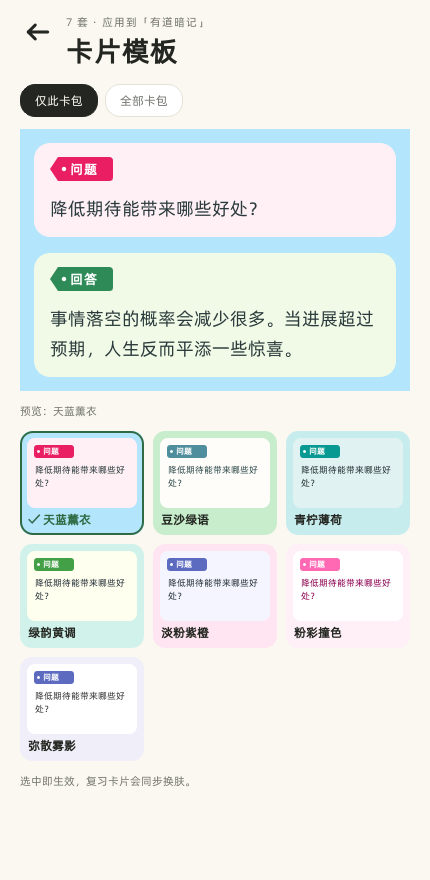 7 套 · 应用到「有道暗记」
卡片模板
仅此卡包
全部卡包
问题
降低期待能带来哪些好处？
回答
事情落空的概率会减少很多。当进展超过
预期，人生反而平添一些惊喜。
预览：天蓝薰衣
问题
降低期待能带来哪些好
处？
天蓝薰衣
问题
降低期待能带来哪些好
处？
豆沙绿语
问题
降低期待能带来哪些好
处？
青柠薄荷
问题
降低期待能带来哪些好
处？
绿韵黄调
问题
降低期待能带来哪些好
处？
淡粉紫橙
问题
降低期待能带来哪些好
处？
粉彩撞色
问题
降低期待能带来哪些好
处？
弥散雾影
选中即生效，复习卡片会同步换肤。